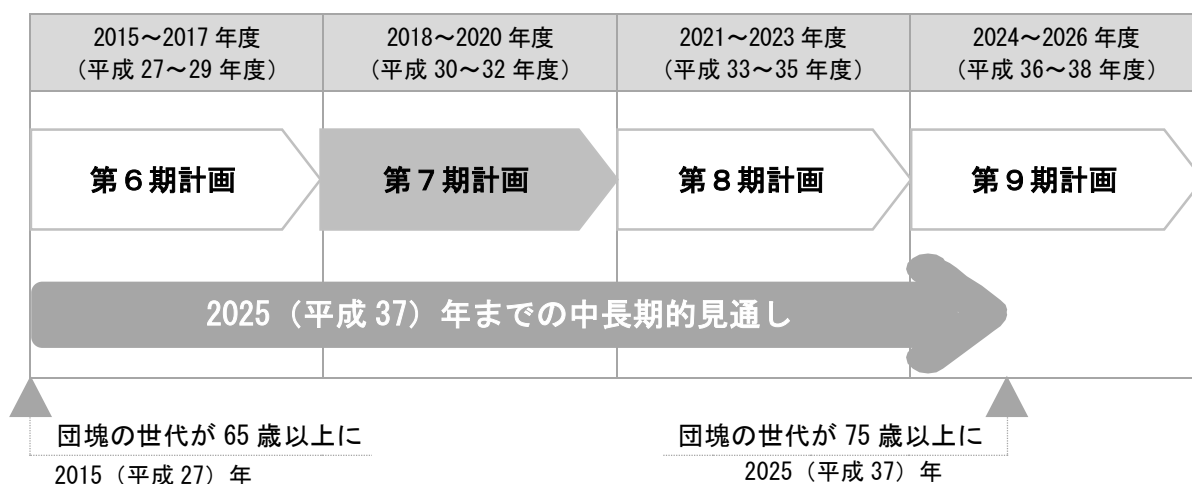 2015～2017 年度
（平成 27～29 年度）
2018～2020 年度
（平成 30～32 年度）
2021～2023 年度
（平成 33～35 年度）
2024～2026 年度
（平成 36～38 年度）
第６期計画
第７期計画
第８期計画
第９期計画
2025（平成 37）年までの中長期的見通し
団塊の世代が 65 歳以上に
2015（平成 27）年
団塊の世代が 75 歳以上に
2025（平成 37）年